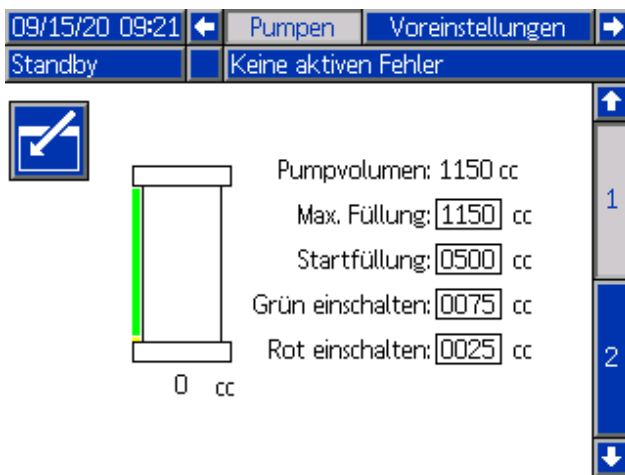 09/15/20 09:21 Pumpen Voreinstellungen
Standby Keine aktiven Fehler
Pumpvolumen: 1150 cc
Max. Füllung: 1150 cc
1
Startfüllung: 0500 cc
Grün einschalten: 0075 cc
Rot einschalten: 0025 cc
2
0 cc